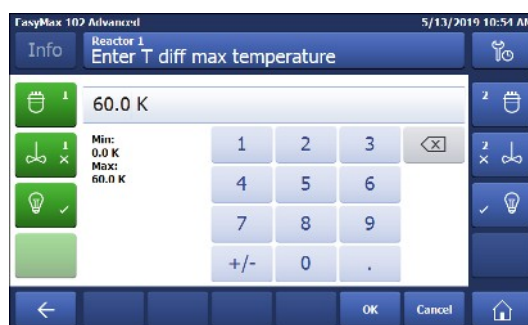 EasyMax 102 Advanced 5/13/2019 10:54 AM
Info
Reactor 1
Enter T diff max temperature
1
60.0 K
2
Min:
0.0 K
Max:
60.0 K
1 2 3
1
2
4 5 6
7 8 9
+/- 0 .
OK Cancel